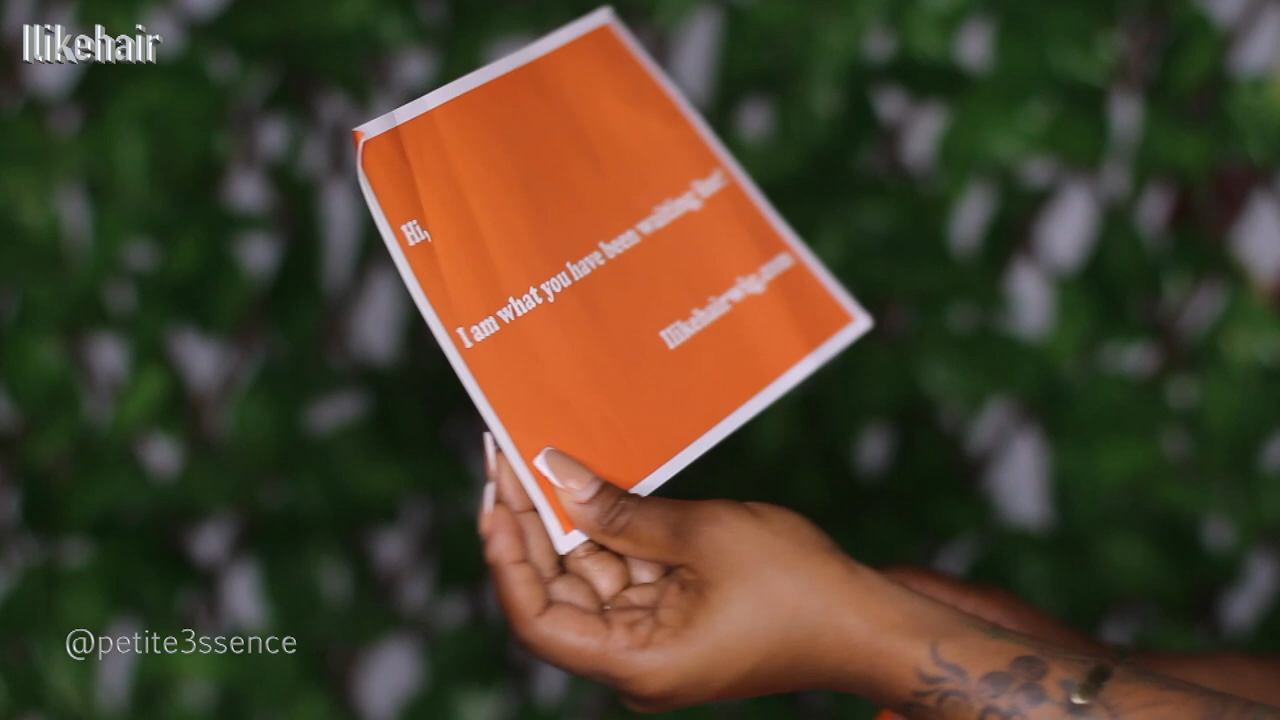 Ilikehair
Hi,
I am what you have been waiting for!
Ilikehairwig.com
@petite3ssence